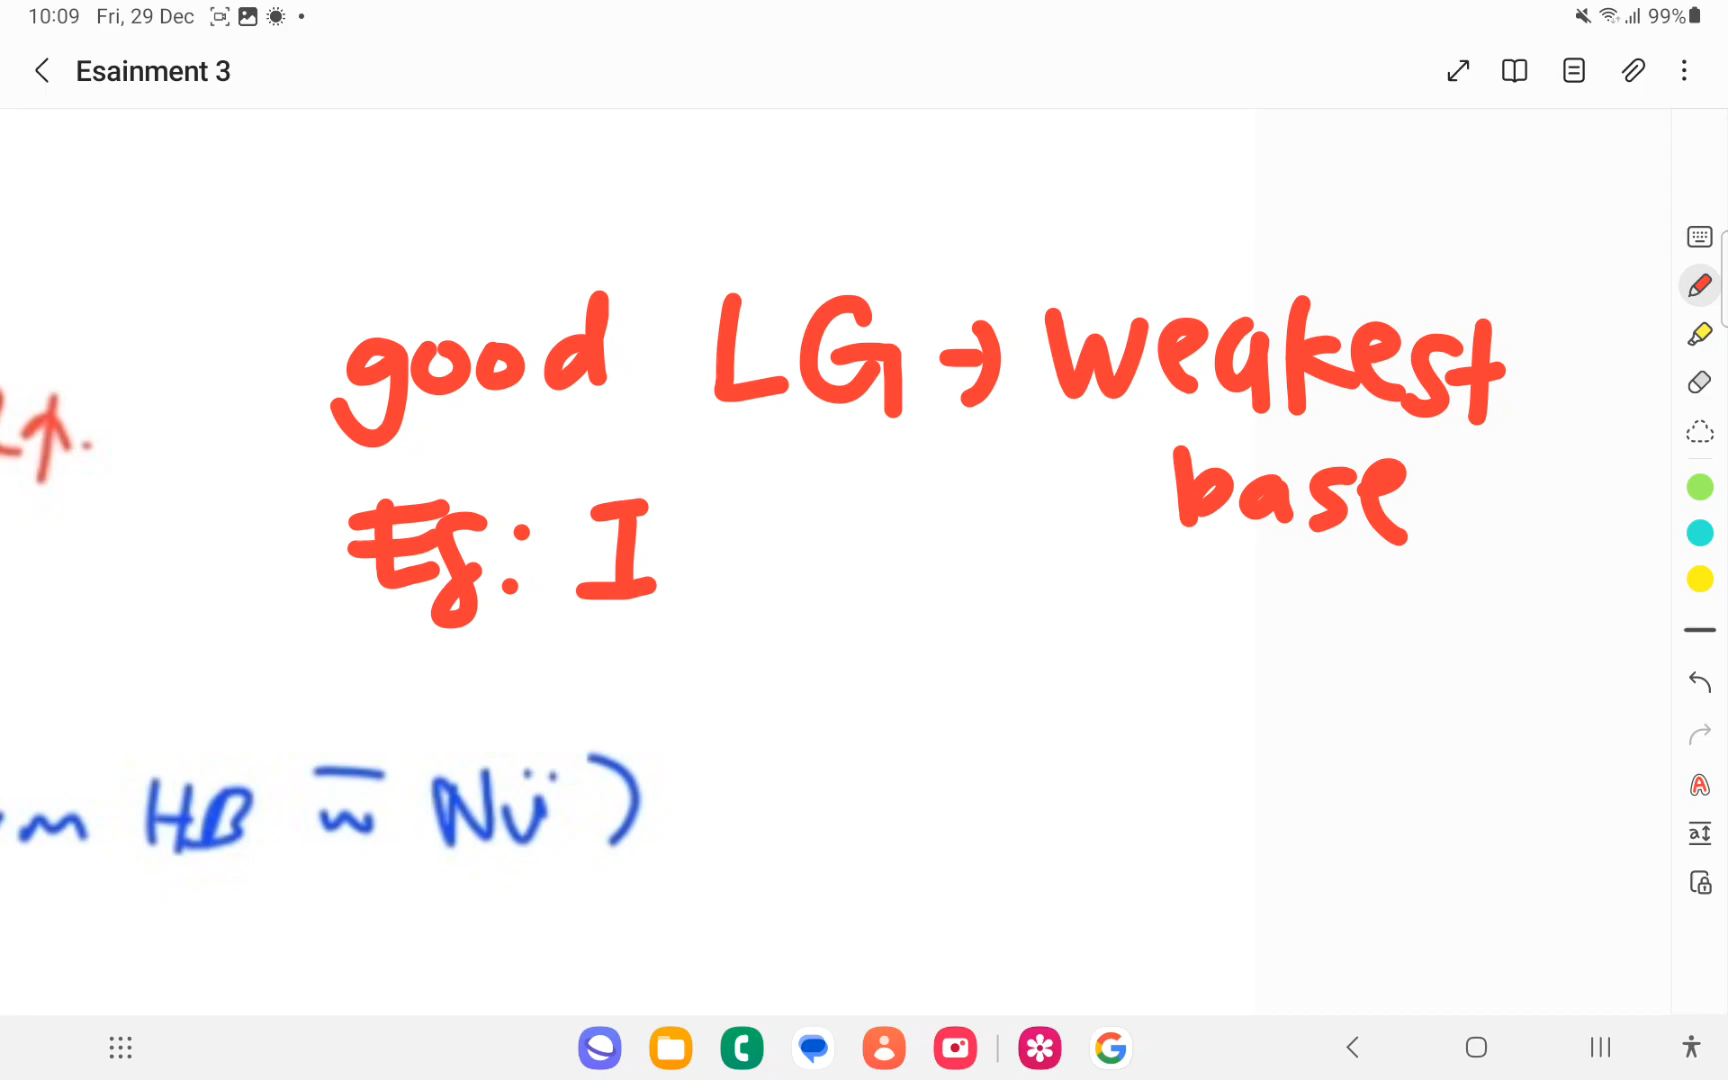 10:09 Fri, 29 Dec 99%
Esainment 3
good LG → weakest
base
Eg: I
HB